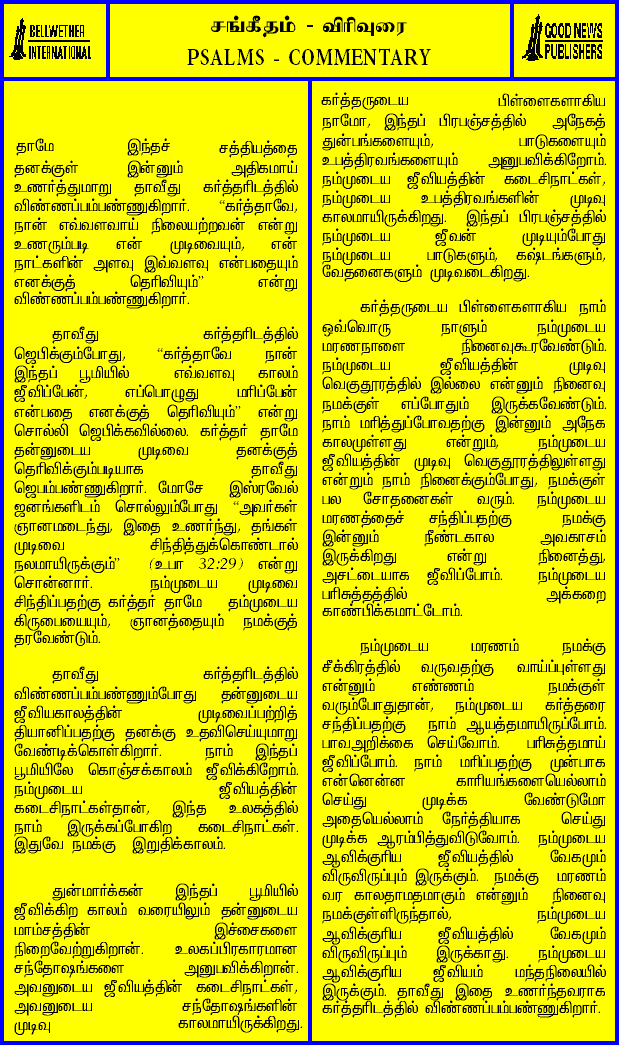 BELLWETHER
INTERNATIONAL
சங்கீதம் - விரிவுரை
PSALMS - COMMENTARY
GOOD NEWS
PUBLISHERS
தாமே இந்தச் சத்தியத்தை
தனக்குள் இன்னும் அதிகமாய்
உணர்த்துமாறு தாவீது கர்த்தரிடத்தில்
விண்ணப்பம்பண்ணுகிறார். “கர்த்தாவே,
நான் எவ்வளவாய் நிலையற்றவன் என்று
உணரும்படி என் முடிவையும், என்
நாட்களின் அளவு இவ்வளவு என்பதையும்
எனக்குத் தெரிவியும்” என்று
விண்ணப்பம்பண்ணுகிறார்.
தாவீது கர்த்தரிடத்தில்
ஜெபிக்கும்போது, “கர்த்தாவே நான்
இந்தப் பூமியில் எவ்வளவு காலம்
ஜீவிப்பேன், எப்பொழுது மரிப்பேன்
என்பதை எனக்குத் தெரிவியும்” என்று
சொல்லி ஜெபிக்கவில்லை. கர்த்தர் தாமே
தன்னுடைய முடிவை தனக்குத்
தெரிவிக்கும்படியாக தாவீது
ஜெபம்பண்ணுகிறார். மோசே இஸ்ரவேல்
ஜனங்களிடம் சொல்லும்போது “அவர்கள்
ஞானமடைந்து, இதை உணர்ந்து, தங்கள்
முடிவை சிந்தித்துக்கொண்டால்
நலமாயிருக்கும்” (உபா 32:29) என்று
சொன்னார். நம்முடைய முடிவை
சிந்திப்பதற்கு கர்த்தர் தாமே தம்முடைய
கிருபையையும், ஞானத்தையும் நமக்குத்
தரவேண்டும்.
தாவீது கர்த்தரிடத்தில்
விண்ணப்பம்பண்ணும்போது தன்னுடைய
ஜீவியகாலத்தின் முடிவைப்பற்றித்
தியானிப்பதற்கு தனக்கு உதவிசெய்யுமாறு
வேண்டிக்கொள்கிறார். நாம் இந்தப்
பூமியிலே கொஞ்சக்காலம் ஜீவிக்கிறோம்.
நம்முடைய ஜீவியத்தின்
கடைசிநாட்கள்தான், இந்த உலகத்தில்
நாம் இருக்கப்போகிற கடைசிநாட்கள்.
இதுவே நமக்கு இறுதிக்காலம்.
துன்மார்க்கன் இந்தப் பூமியில்
ஜீவிக்கிற காலம் வரையிலும் தன்னுடைய
மாம்சத்தின் இச்சைகளை
நிறைவேற்றுகிறான். உலகப்பிரகாரமான
சந்தோஷங்களை அனுபவிக்கிறான்.
அவனுடைய ஜீவியத்தின் கடைசிநாட்கள்,
அவனுடைய சந்தோஷங்களின்
முடிவு காலமாயிருக்கிறது.
கர்த்தருடைய பிள்ளைகளாகிய
நாமோ, இந்தப் பிரபஞ்சத்தில் அநேகத்
துன்பங்களையும், பாடுகளையும்
உபத்திரவங்களையும் அனுபவிக்கிறோம்.
நம்முடைய ஜீவியத்தின் கடைசிநாட்கள்,
நம்முடைய உபத்திரவங்களின் முடிவு
காலமாயிருக்கிறது. இந்தப் பிரபஞ்சத்தில்
நம்முடைய ஜீவன் முடியும்போது
நம்முடைய பாடுகளும், கஷ்டங்களும்,
வேதனைகளும் முடிவடைகிறது.
கர்த்தருடைய பிள்ளைகளாகிய நாம்
ஒவ்வொரு நாளும் நம்முடைய
மரணநாளை நினைவுகூரவேண்டும்.
நம்முடைய ஜீவியத்தின் முடிவு
வெகுதூரத்தில் இல்லை என்னும் நினைவு
நமக்குள் எப்போதும் இருக்கவேண்டும்.
நாம் மரித்துப்போவதற்கு இன்னும் அநேக
காலமுள்ளது என்றும், நம்முடைய
ஜீவியத்தின் முடிவு வெகுதூரத்திலுள்ளது
என்றும் நாம் நினைக்கும்போது, நமக்குள்
பல சோதனைகள் வரும். நம்முடைய
மரணத்தைச் சந்திப்பதற்கு நமக்கு
இன்னும் நீண்டகால அவகாசம்
இருக்கிறது என்று நினைத்து,
அசட்டையாக ஜீவிப்போம். நம்முடைய
பரிசுத்தத்தில் அக்கறை
காண்பிக்கமாட்டோம்.
நம்முடைய மரணம் நமக்கு
சீக்கிரத்தில் வருவதற்கு வாய்ப்புள்ளது
என்னும் எண்ணம் நமக்குள்
வரும்போதுதான், நம்முடைய கர்த்தரை
சந்திப்பதற்கு நாம் ஆயத்தமாயிருப்போம்.
பாவஅறிக்கை செய்வோம். பரிசுத்தமாய்
ஜீவிப்போம். நாம் மரிப்பதற்கு முன்பாக
என்னென்ன காரியங்களையெல்லாம்
செய்து முடிக்க வேண்டுமோ
அதையெல்லாம் நேர்த்தியாக செய்து
முடிக்க ஆரம்பித்துவிடுவோம். நம்முடைய
ஆவிக்குரிய ஜீவியத்தில் வேகமும்
விருவிருப்பும் இருக்கும். நமக்கு மரணம்
வர காலதாமதமாகும் என்னும் நினைவு
நமக்குள்ளிருந்தால், நம்முடைய
ஆவிக்குரிய ஜீவியத்தில் வேகமும்
விருவிருப்பும் இருக்காது. நம்முடைய
ஆவிக்குரிய ஜீவியம் மந்தநிலையில்
இருக்கும். தாவீது இதை உணர்ந்தவராக
கர்த்தரிடத்தில் விண்ணப்பம்பண்ணுகிறார்.